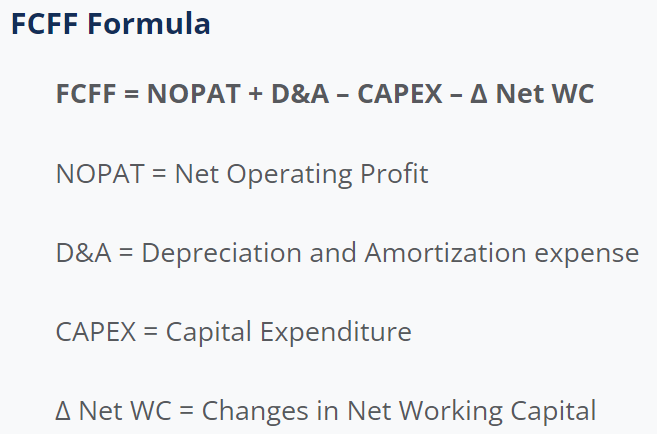 FCFF Formula
FCFF = NOPAT + D&A – CAPEX – Δ Net WC
NOPAT = Net Operating Profit
D&A = Depreciation and Amortization expense
CAPEX = Capital Expenditure
Δ Net WC = Changes in Net Working Capital